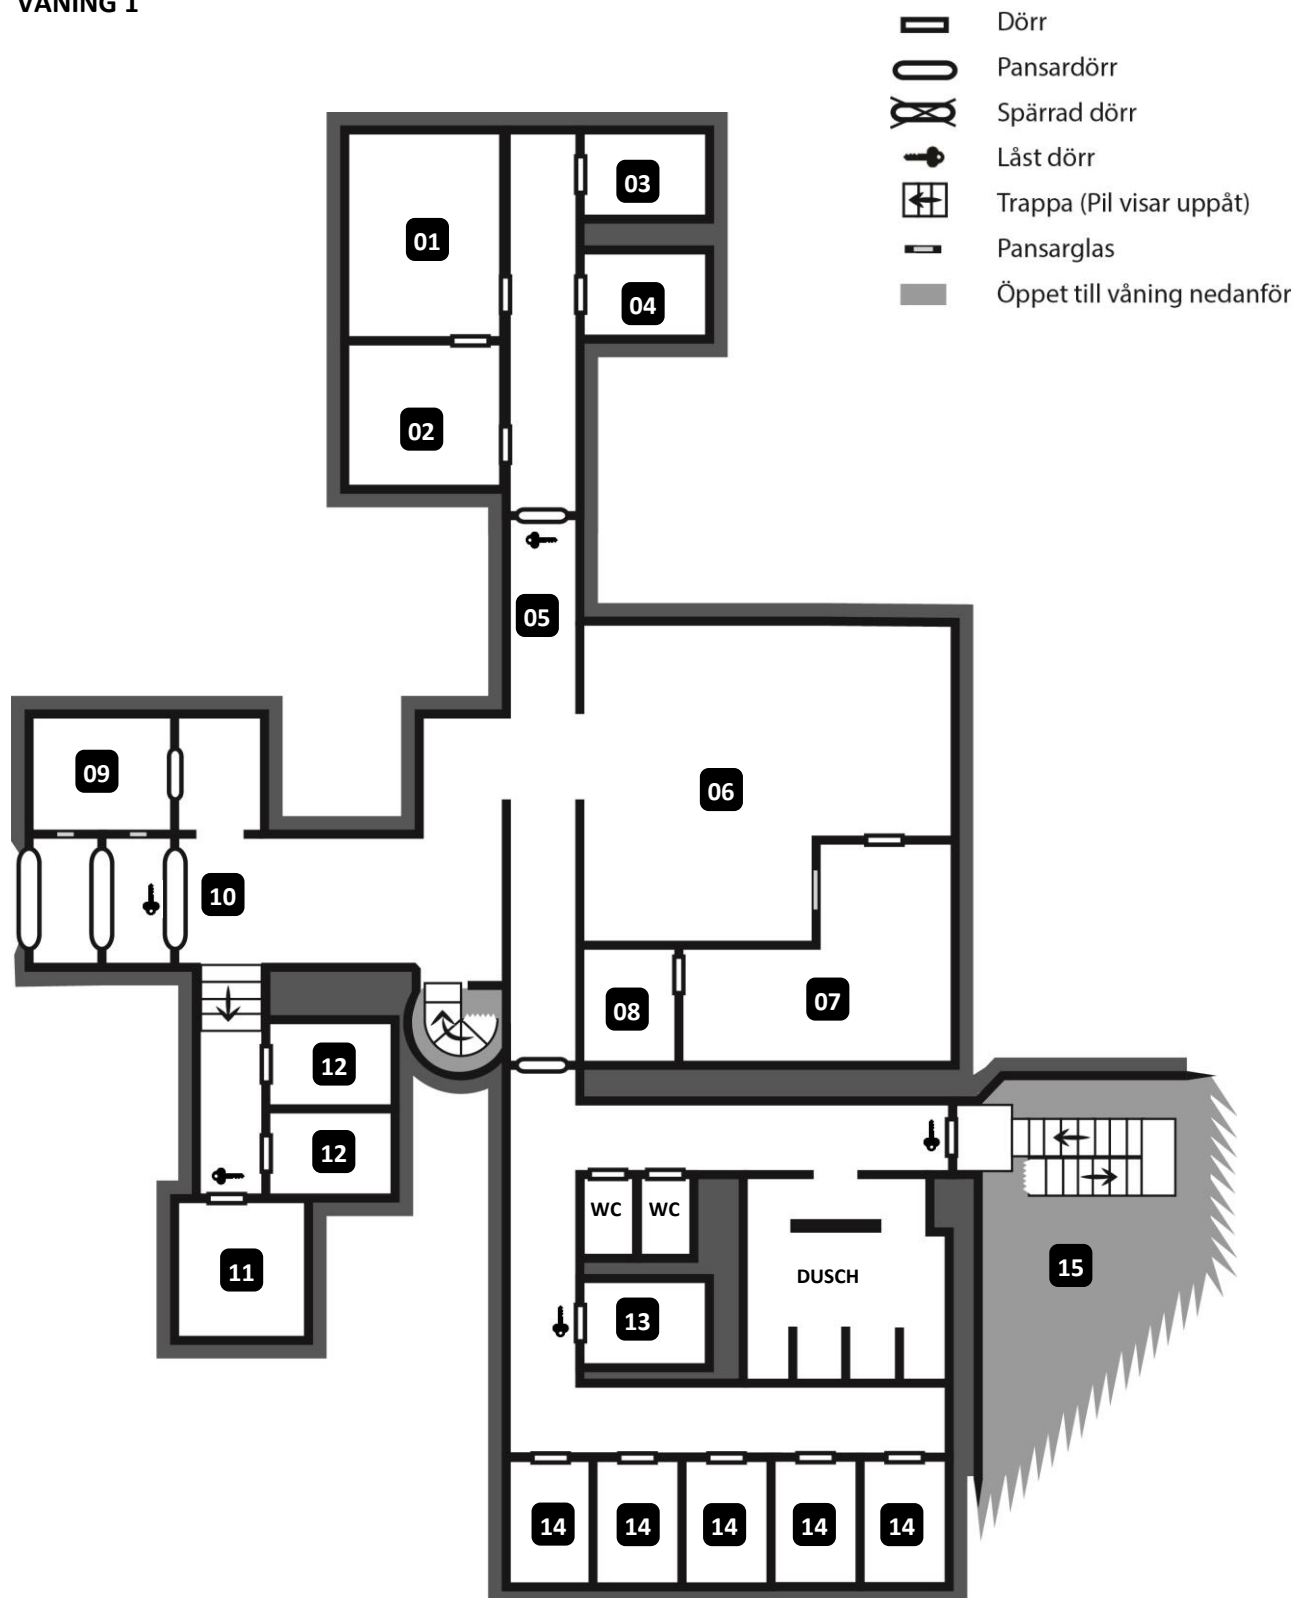 VÅNING 1
Dörr
Pansardörr
Spärrad dörr
Låst dörr
Trappa (Pil visar uppåt)
Pansarglas
Öppet till våning nedanför
03
01
04
02
05
09
06
10
08
07
12
12
WC
WC
11
15
DUSCH
13
14
14
14
14
14